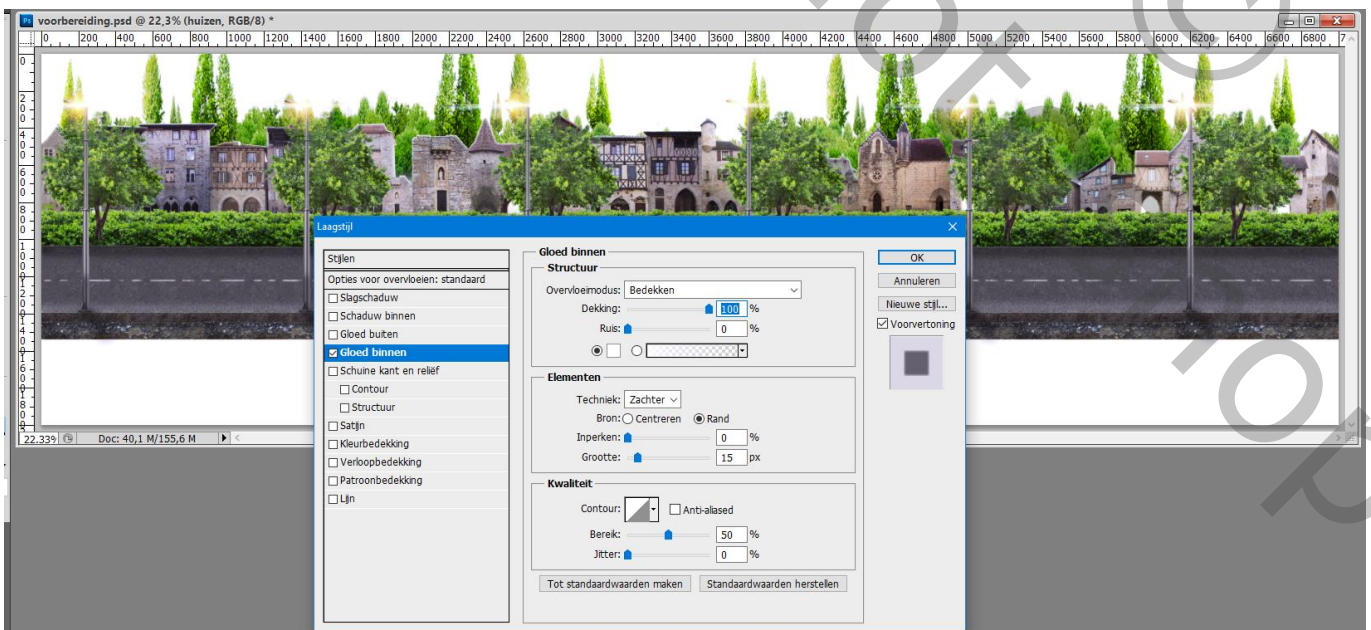 Ps voorbereiding.psd @ 22,3% (huizen, RGB/8) *
0 200 400 600 800 1000 1200 1400 1600 1800 2000 2200 2400 2600 2800 3000 3200 3400 3600 3800 4000 4200 4400 4600 4800 5000 5200 5400 5600 5800 6000 6200 6400 6600 6800 7
Laagstijl
Stijlen
Opties voor overvloeien: standaard
Slagschaduw
Schaduw binnen
Gloed buiten
Gloed binnen
Schuine kant en reliëf
Contour
Structuur
Satijn
Kleurbedekking
Verloopbedekking
Patroonbedekking
Lijn
Gloed binnen
Structuur
Overvloeimodus: Bedekken
Dekking: 100 %
Ruis: 0 %
Elementen
Techniek: Zachter
Bron: Centreren Rand
Inperken: 0 %
Grootte: 15 px
Kwaliteit
Contour: Anti-aliased
Bereik: 50 %
Jitter: 0 %
Tot standaardwaarden maken Standaardwaarden herstellen
OK
Annuleren
Nieuwe stijl...
Voorvertoning
22.33% Doc: 40,1 M/155,6 M